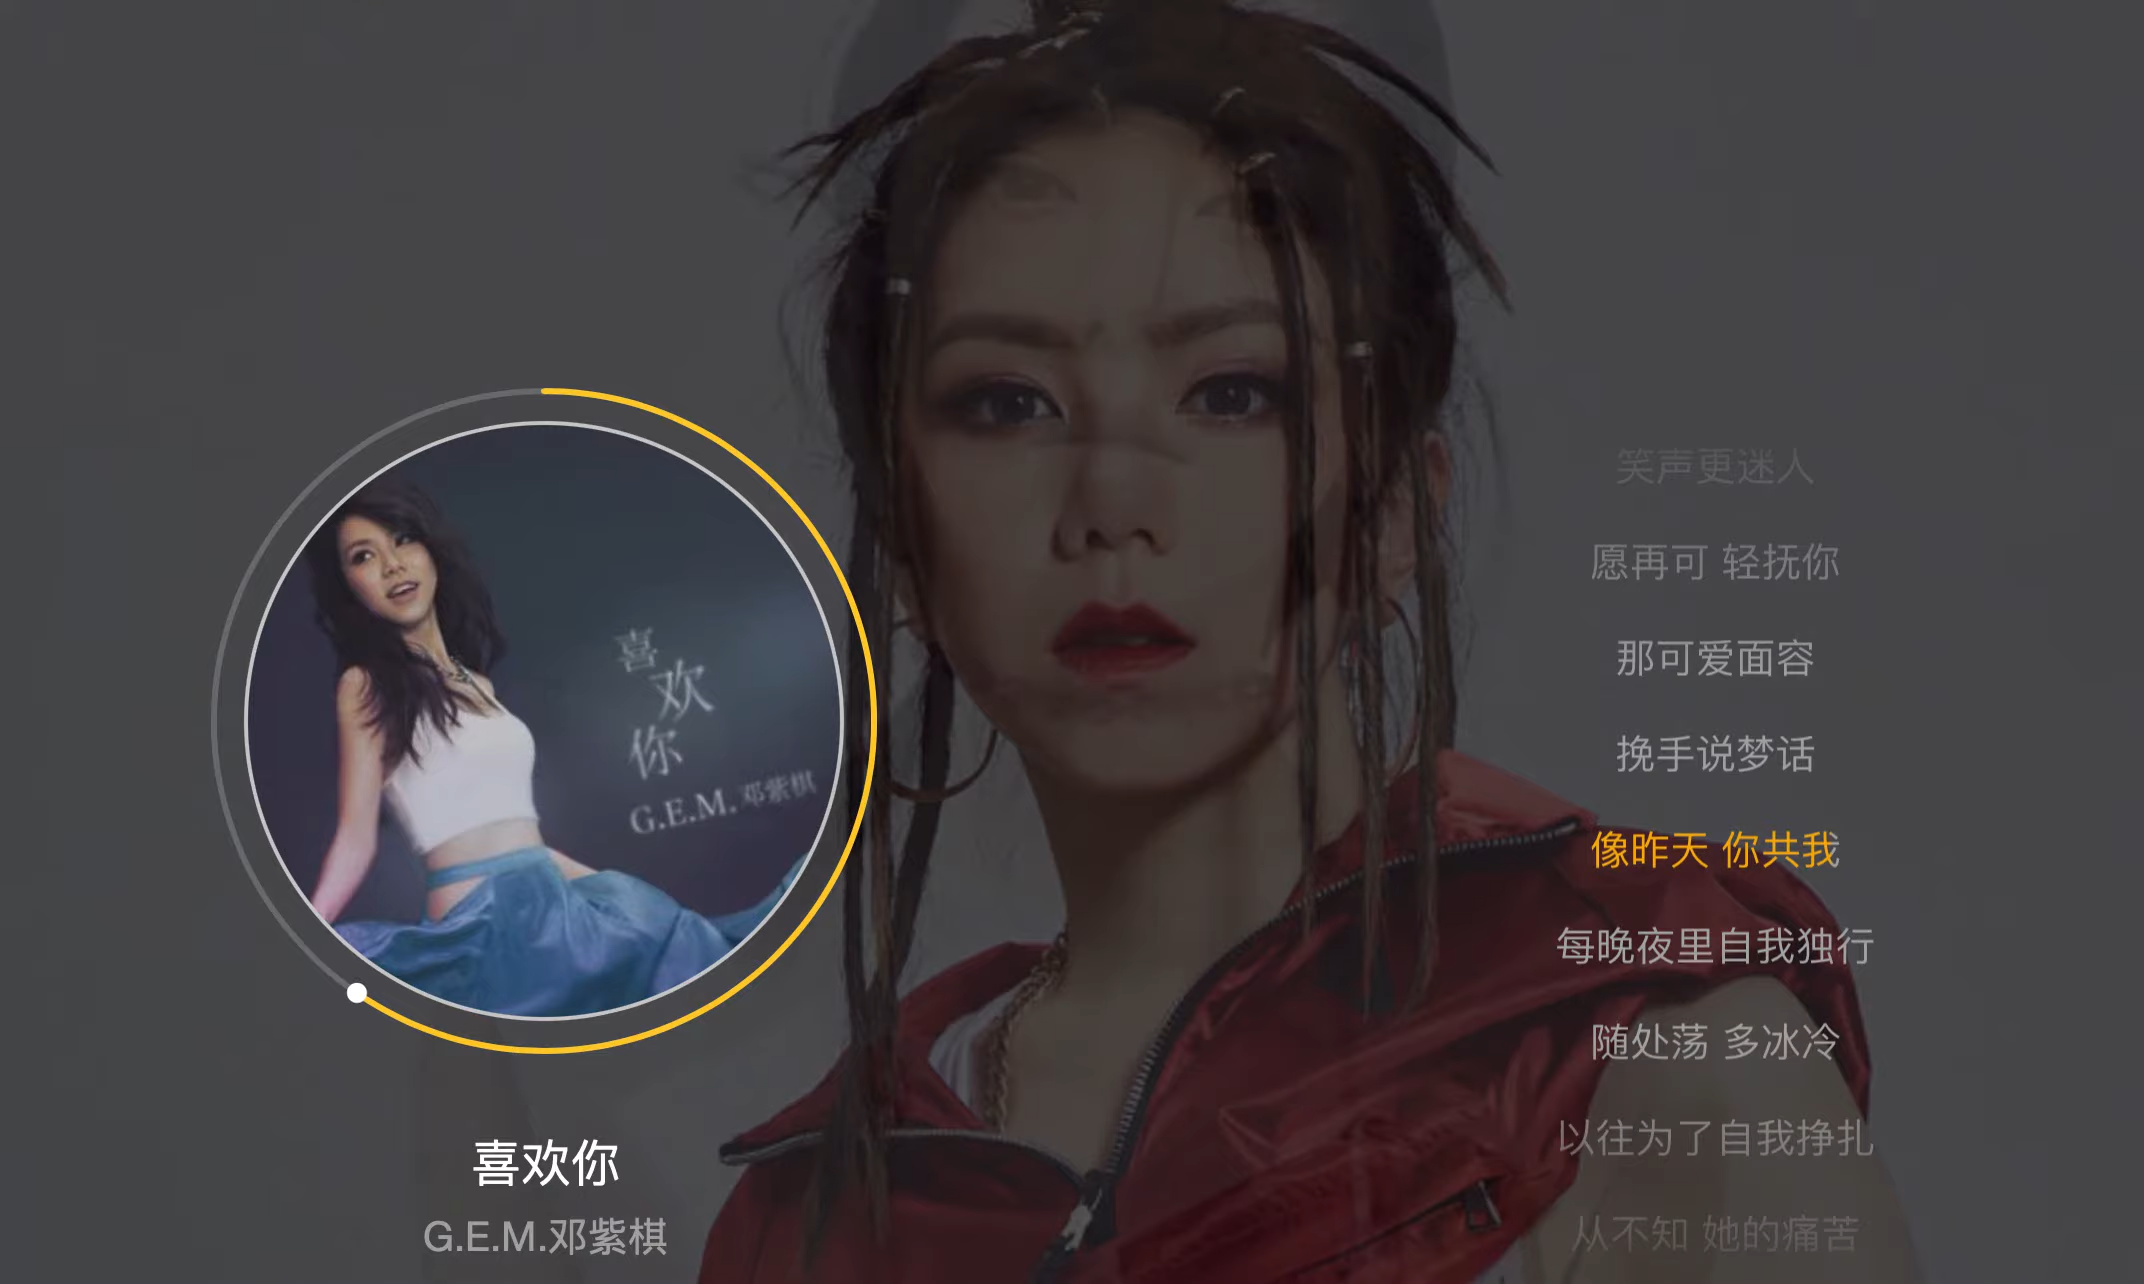 喜
欢
你
G.E.M.邓紫棋
喜欢你
G.E.M.邓紫棋
笑声更迷人
愿再可 轻抚你
那可爱面容
挽手说梦话
像昨天 你共我
每晚夜里自我独行
随处荡 多冰冷
以往为了自我挣扎
从不知 她的痛苦